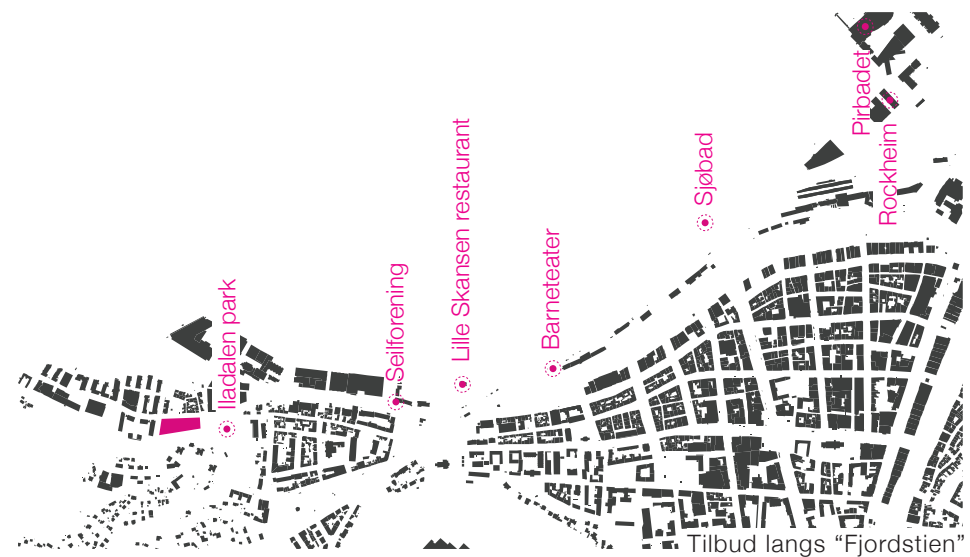 Iladalen park
Seilforening
Lille Skansen restaurant
Barneteater
Sjøbad
Pirbadet
Rockheim
Tilbud langs “Fjordstien”